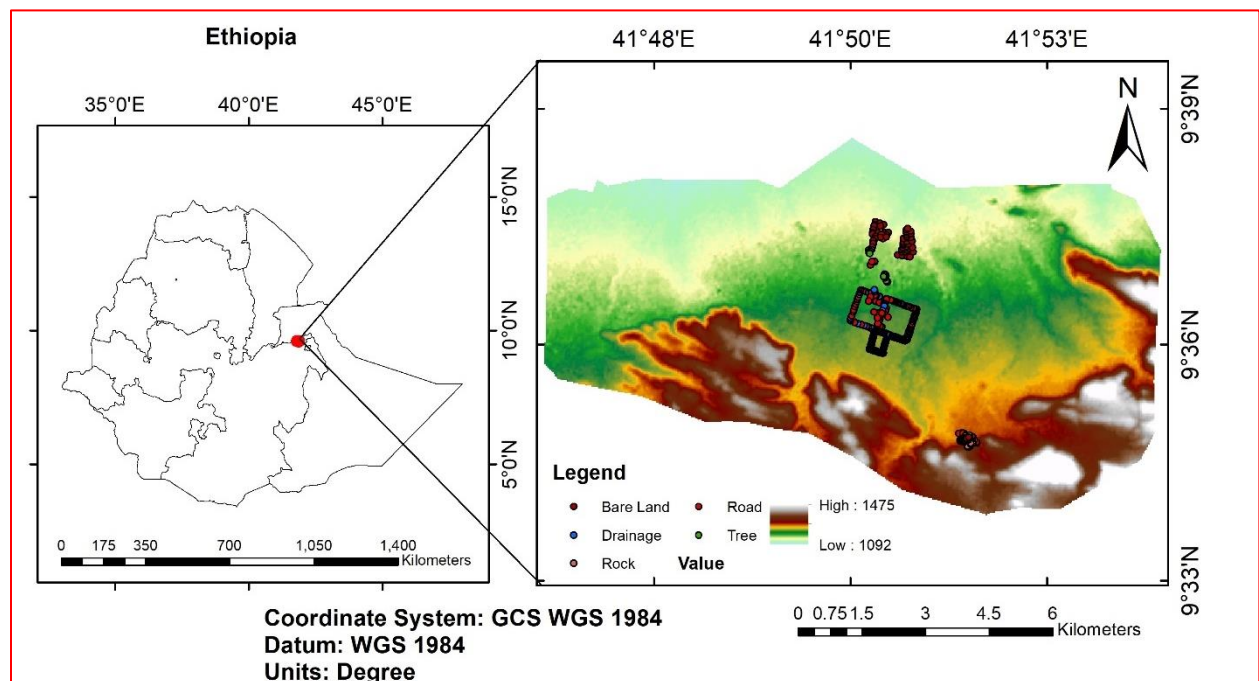 Ethiopia
35°0'E 40°0'E 45°0'E
15°0'N
10°0'N
5°0'N
0 175 350 700 1,050 1,400
Kilometers
41°48'E 41°50'E 41°53'E
N
9°39'N
9°36'N
9°33'N
Legend
Bare Land Road
Drainage Tree
Rock Value
High : 1475
Low : 1092
0 0.75 1.5 3 4.5 6
Kilometers
Coordinate System: GCS WGS 1984
Datum: WGS 1984
Units: Degree